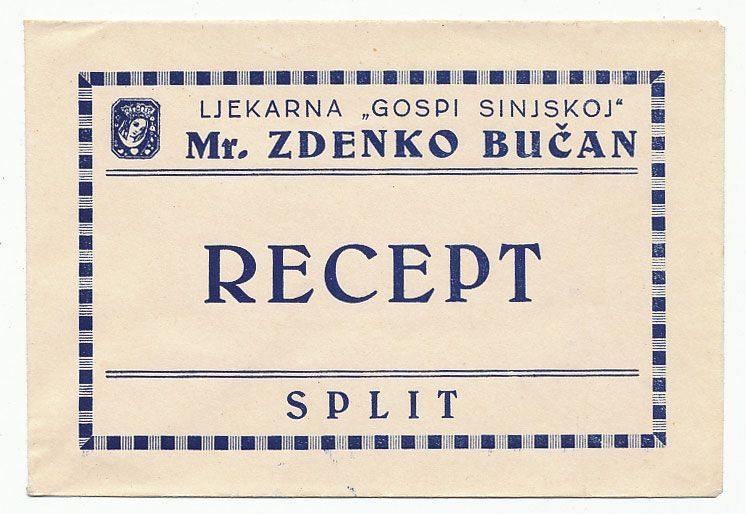 LJEKARNA „GOSPI SINJSKOJ“
Mr. ZDENKO BUČAN
RECEPT
SPLIT